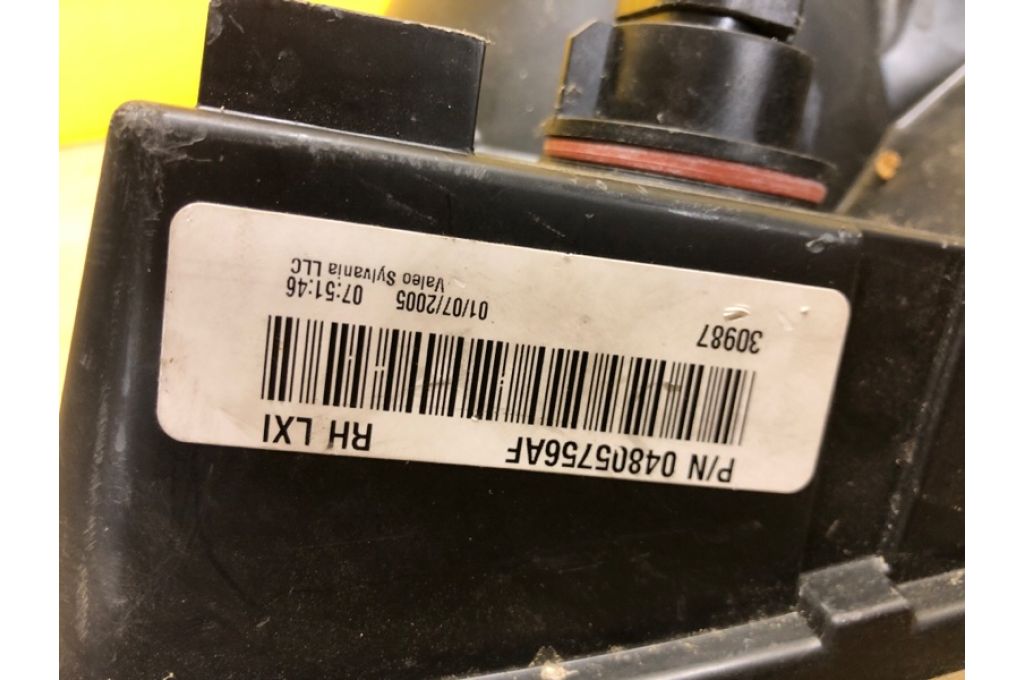 P/N 04805756AF RH LXI
30987 01/07/2005 07:51:46
Valeo Sylvania LLC